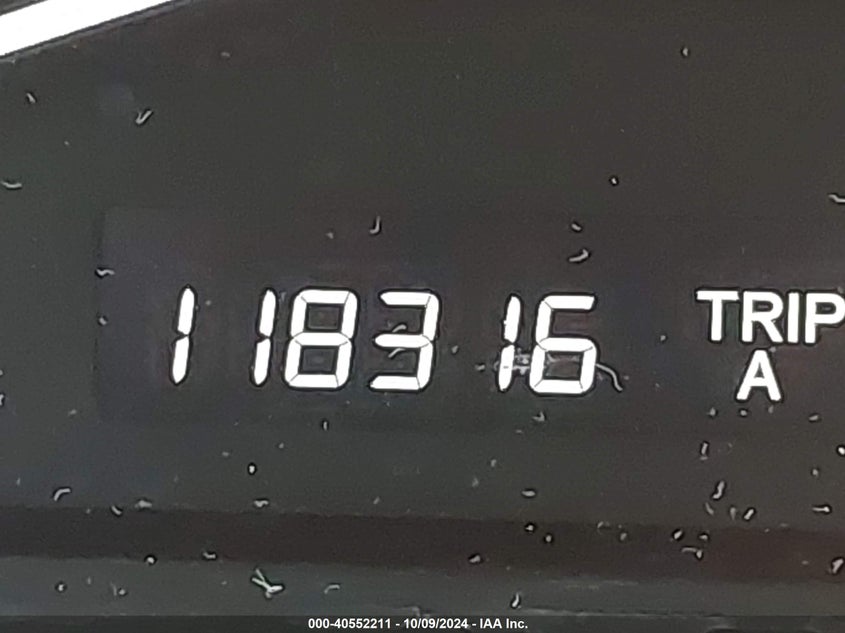 118316 TRIP
A
000-40552211 - 10/09/2024 - IAA Inc.